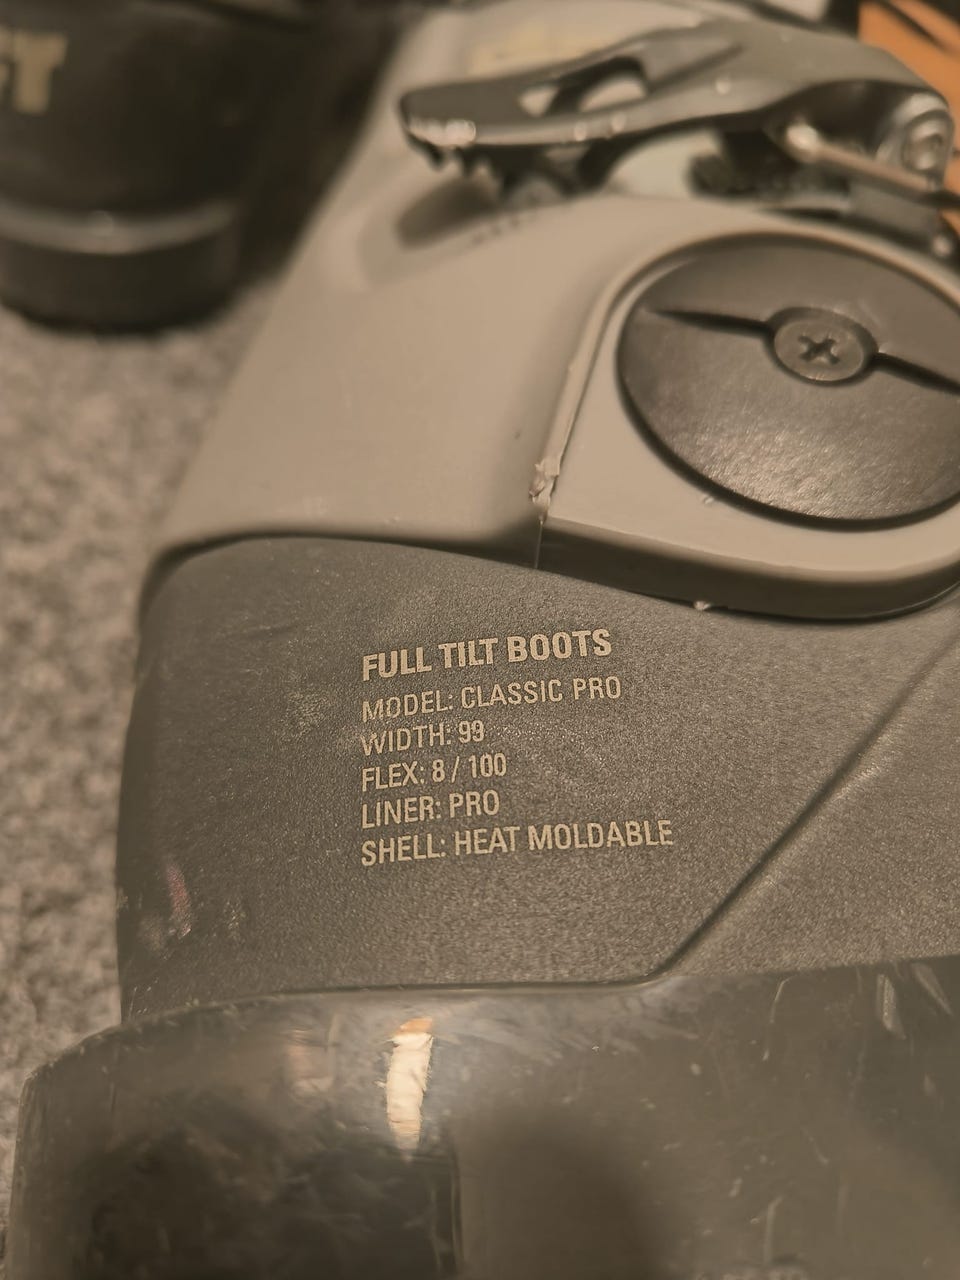 FULL TILT BOOTS
MODEL: CLASSIC PRO
WIDTH: 99
FLEX: 8 / 100
LINER: PRO
SHELL: HEAT MOLDABLE